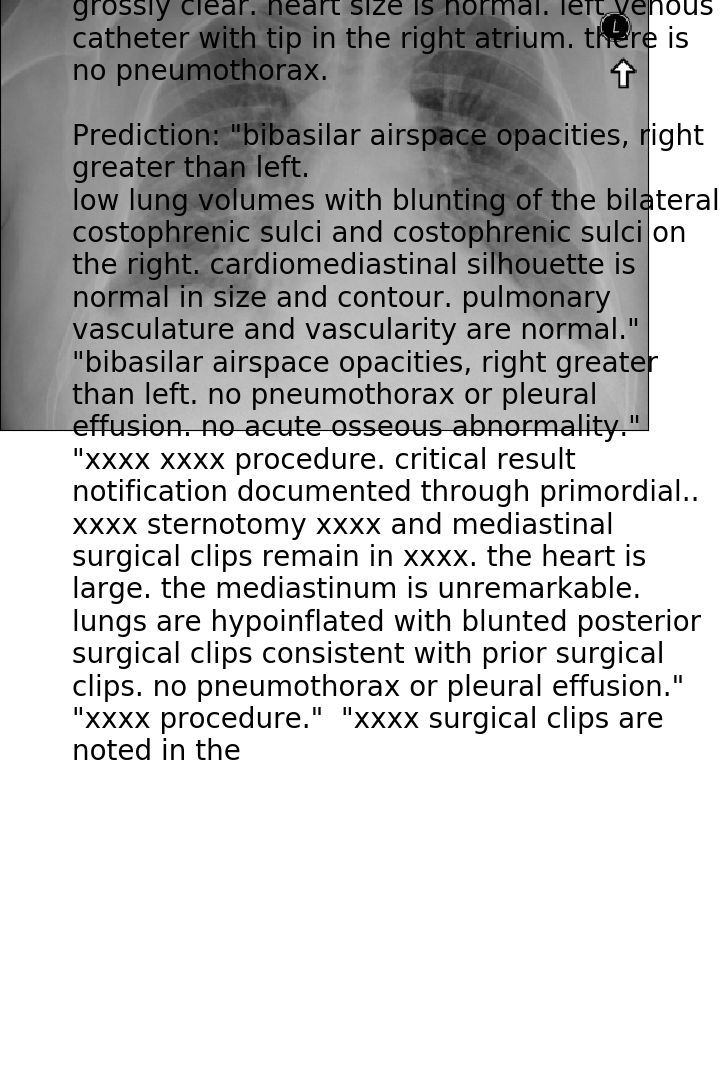 grossly clear. heart size is normal. left venous
L
catheter with tip in the right atrium. there is
no pneumothorax.
Prediction: "bibasilar airspace opacities, right
greater than left.
low lung volumes with blunting of the bilateral
costophrenic sulci and costophrenic sulci on
the right. cardiomediastinal silhouette is
normal in size and contour. pulmonary
vasculature and vascularity are normal."
"bibasilar airspace opacities, right greater
than left. no pneumothorax or pleural
effusion. no acute osseous abnormality."
"xxxx xxxx procedure. critical result
notification documented through primordial..
xxxx sternotomy xxxx and mediastinal
surgical clips remain in xxxx. the heart is
large. the mediastinum is unremarkable.
lungs are hypoinflated with blunted posterior
surgical clips consistent with prior surgical
clips. no pneumothorax or pleural effusion."
"xxxx procedure."  "xxxx surgical clips are
noted in the